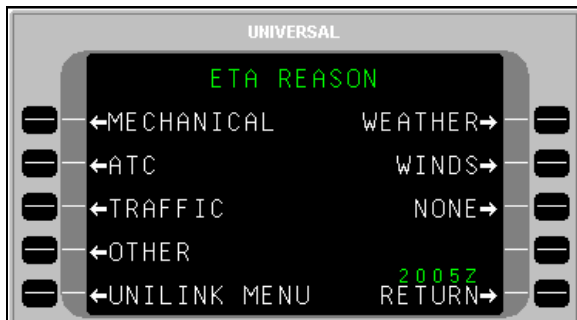 UNIVERSAL
ETA REASON
←MECHANICAL WEATHER→
←ATC WINDS→
←TRAFFIC NONE→
←OTHER
2005Z
←UNILINK MENU RETURN→